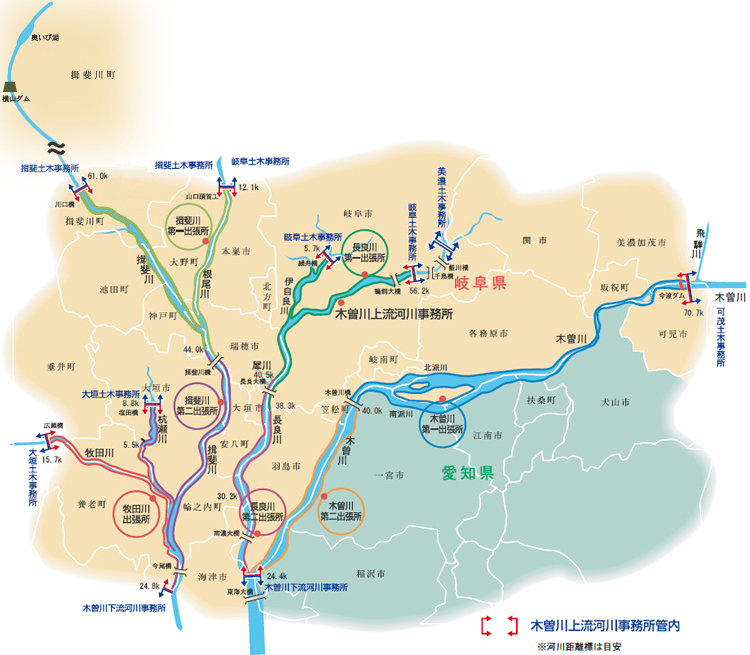 奥いび湖
揖斐川町
横山ダム
揖斐土木事務所
61.0k
川口橋
揖斐川町
揖斐土木事務所
岐阜土木事務所
12.1k
山口頭首工
揖斐川
第一出張所
本巣市
大野町
根尾川
揖斐川
池田町
神戸町
岐阜市
岐阜土木事務所
5.7k
繰舟橋
長良川
第一出張所
伊自良川
北方町
岐阜土木事務所
美濃土木事務所
鮎川橋
千鳥橋
56.2k
鵜飼大橋
岐阜県
木曽川上流河川事務所
関市
美濃加茂市
飛騨川
坂祝町
今渡ダム
70.7k
木曽川
可茂土木事務所
可児市
各務原市
木曽川
44.0k
瑞穂市
揖斐川橋
犀川
40.5k
長良大橋
38.3k
岐南町
木曽川橋
笠松町
40.0k
北派川
南派川
木曽川
第一出張所
扶桑町
犬山市
江南市
垂井町
大垣市
大垣土木事務所
8.8k
塩田橋
杭瀬川
5.5k
揖斐川
第二出張所
大垣市
安八町
揖斐川
長良川
羽島市
木曽川
一宮市
愛知県
広瀬橋
15.7k
大垣土木事務所
牧田川
養老町
牧田川
出張所
輪之内町
30.2k
長良川
第二出張所
南濃大橋
木曽川
第二出張所
今尾橋
24.8k
海津市
木曽川下流河川事務所
東海大橋
24.4k
木曽川下流河川事務所
稲沢市
木曽川上流河川事務所管内
※河川距離標は目安